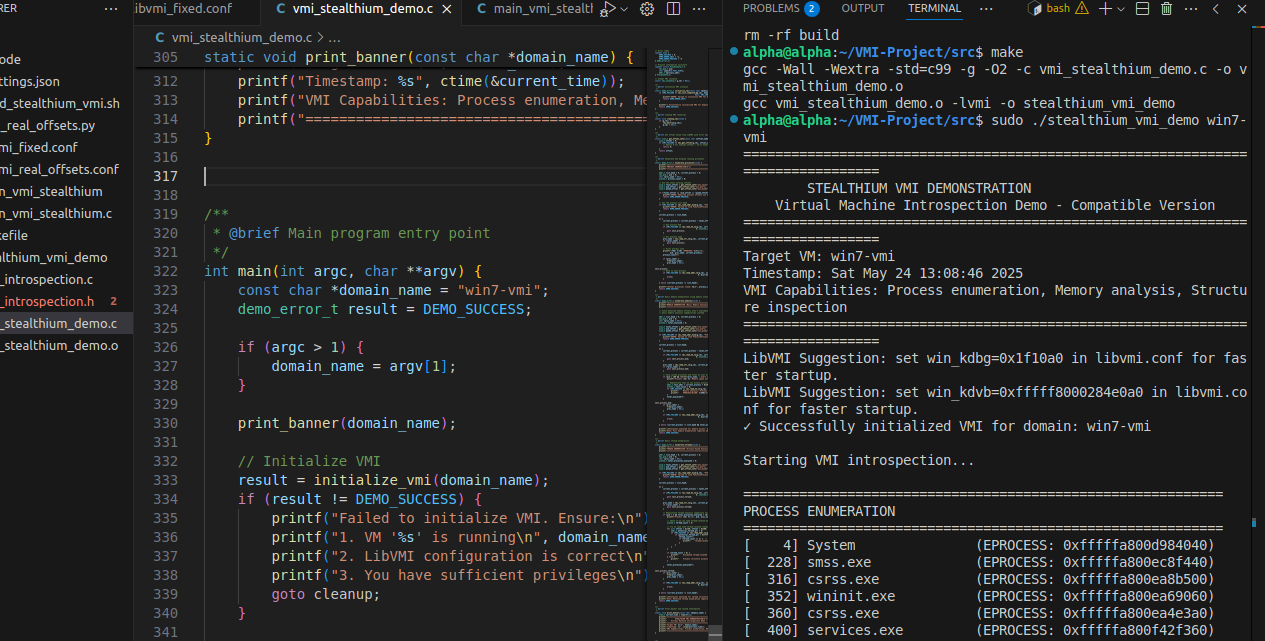 RER ...
ode
ttings.json
d_stealthium_vmi.sh
_real_offsets.py
mi_fixed.conf
mi_real_offsets.conf
n_vmi_stealthium
n_vmi_stealthium.c
efile
althium_vmi_demo
_introspection.c
_introspection.h 2
_stealthium_demo.c
_stealthium_demo.o
ibvmi_fixed.conf
C vmi_stealthium_demo.c ×
C main_vmi_stealth
C vmi_stealthium_demo.c > ...
305 static void print_banner(const char *domain_name) {
312 printf("Timestamp: %s", ctime(&current_time));
313 printf("VMI Capabilities: Process enumeration, Me
314 printf("=========================================
315 }
316
317
318
319 /**
320 * @brief Main program entry point
321 */
322 int main(int argc, char **argv) {
323 const char *domain_name = "win7-vmi";
324 demo_error_t result = DEMO_SUCCESS;
325
326 if (argc > 1) {
327 domain_name = argv[1];
328 }
329
330 print_banner(domain_name);
331
332 // Initialize VMI
333 result = initialize_vmi(domain_name);
334 if (result != DEMO_SUCCESS) {
335 printf("Failed to initialize VMI. Ensure:\n")
336 printf("1. VM '%s' is running\n", domain_name
337 printf("2. LibVMI configuration is correct\n"
338 printf("3. You have sufficient privileges\n")
339 goto cleanup;
340 }
341
PROBLEMS 2 OUTPUT TERMINAL ... bash
rm -rf build
alpha@alpha:~/VMI-Project/src$ make
gcc -Wall -Wextra -std=c99 -g -O2 -c vmi_stealthium_demo.c -o v
mi_stealthium_demo.o
gcc vmi_stealthium_demo.o -lvmi -o stealthium_vmi_demo
alpha@alpha:~/VMI-Project/src$ sudo ./stealthium_vmi_demo win7-
vmi
===============================================================
=================
STEALTHIUM VMI DEMONSTRATION
Virtual Machine Introspection Demo - Compatible Version
===============================================================
=================
Target VM: win7-vmi
Timestamp: Sat May 24 13:08:46 2025
VMI Capabilities: Process enumeration, Memory analysis, Structu
re inspection
===============================================================
=================
LibVMI Suggestion: set win_kdbg=0x1f10a0 in libvmi.conf for fas
ter startup.
LibVMI Suggestion: set win_kdvb=0xfffff8000284e0a0 in libvmi.co
nf for faster startup.
✓ Successfully initialized VMI for domain: win7-vmi
Starting VMI introspection...
============================================================
PROCESS ENUMERATION
============================================================
[ 4] System (EPROCESS: 0xfffffa800d984040)
[ 228] smss.exe (EPROCESS: 0xfffffa800ec8f440)
[ 316] csrss.exe (EPROCESS: 0xfffffa800ea8b500)
[ 352] wininit.exe (EPROCESS: 0xfffffa800ea69060)
[ 360] csrss.exe (EPROCESS: 0xfffffa800ea4e3a0)
[ 400] services.exe (EPROCESS: 0xfffffa800f42f360)